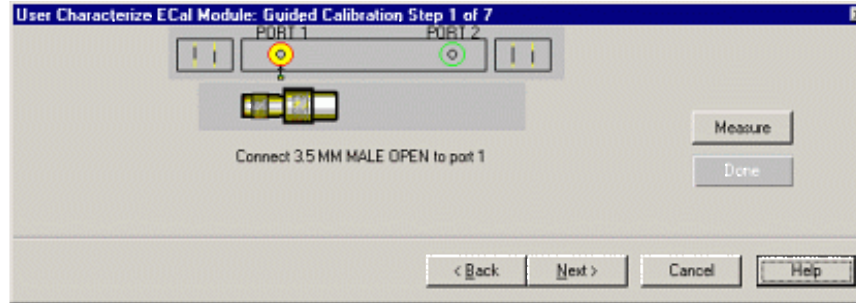 User Characterize ECal Module: Guided Calibration Step 1 of 7
PORT 1 PORT 2
Connect 3.5 MM MALE OPEN to port 1
Measure
Done
< Back Next > Cancel Help